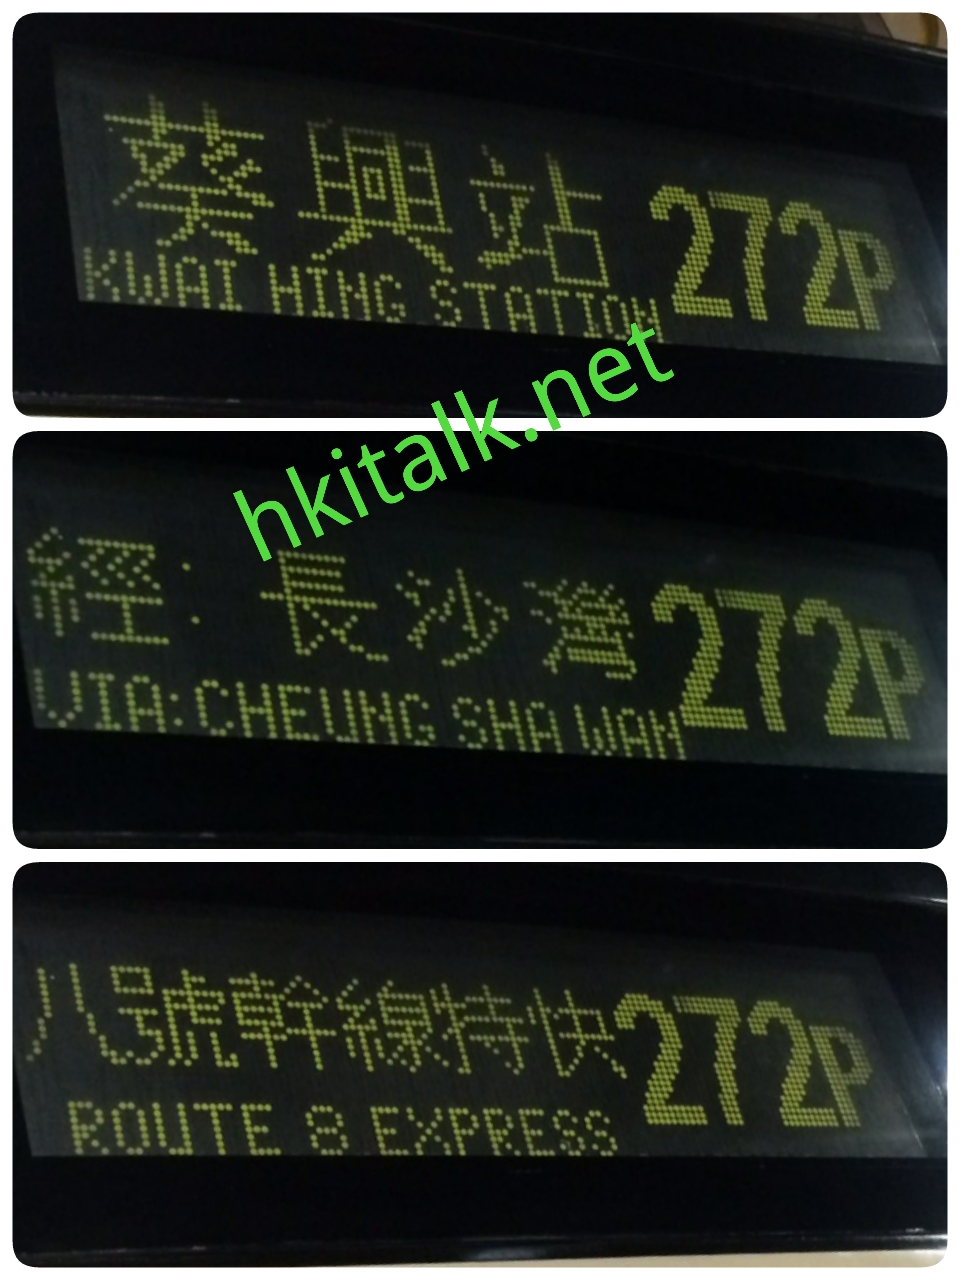 葵興站 272P
KWAI HING STATION
hkitalk.net
經：長沙灣 272P
VIA:CHEUNG SHA WAN
八號幹線特快 272P
ROUTE 8 EXPRESS